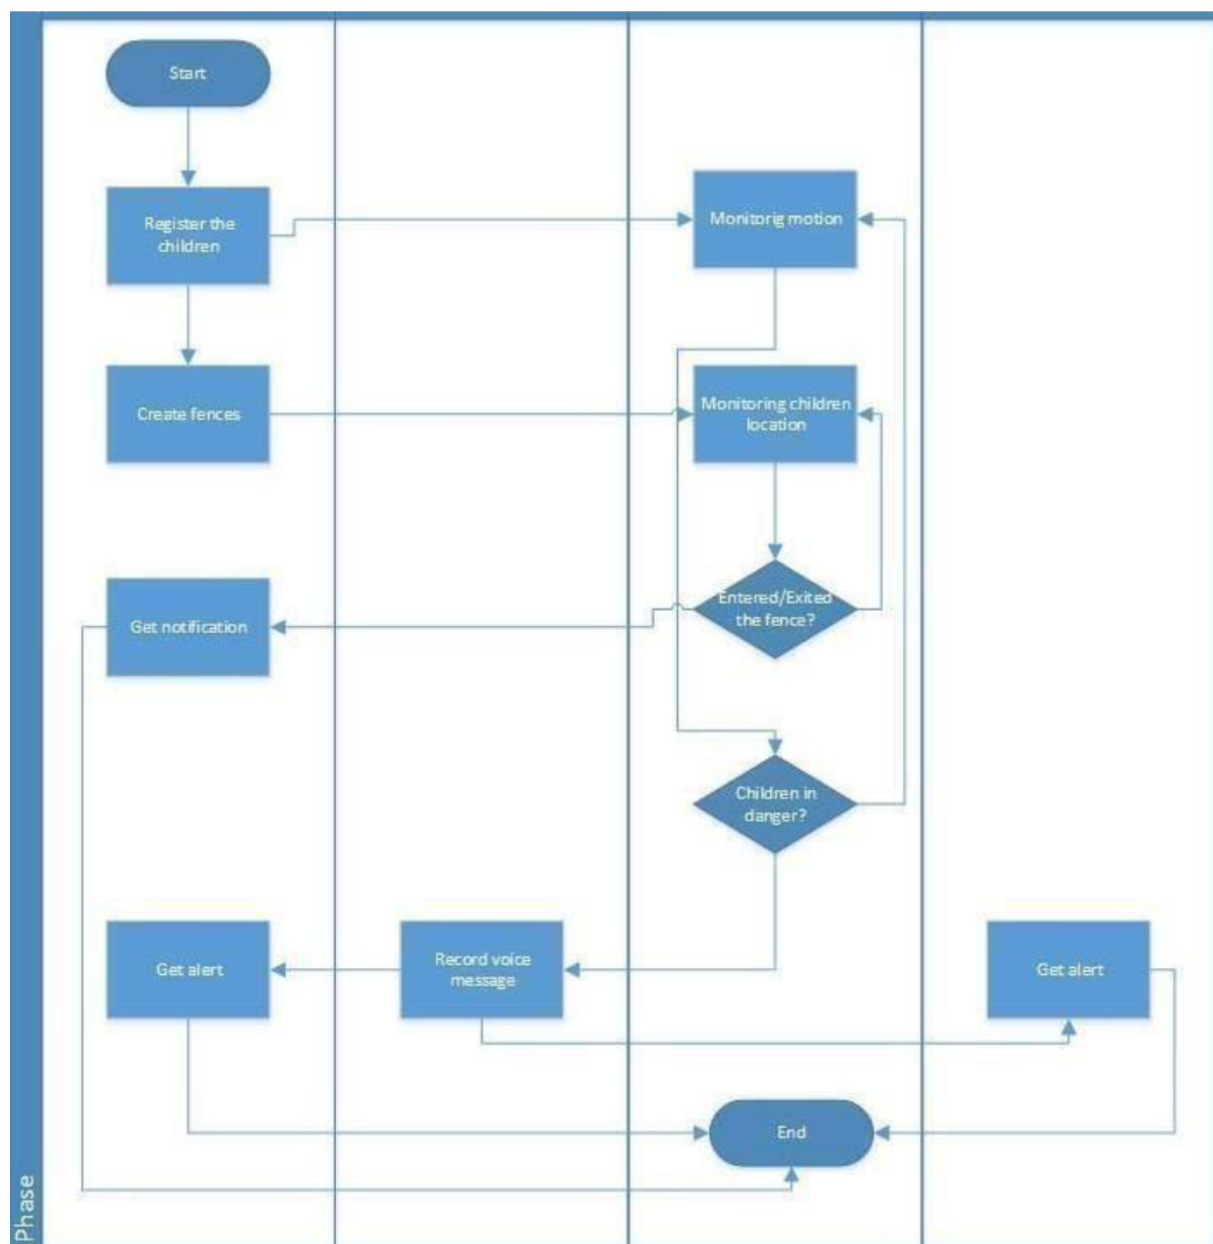 Start
Register the
children
Monitorig motion
Create fences
Monitoring children
location
Entered/Exited
the fence?
Get notification
Children in
danger?
Get alert
Record voice
message
Get alert
End
Phase